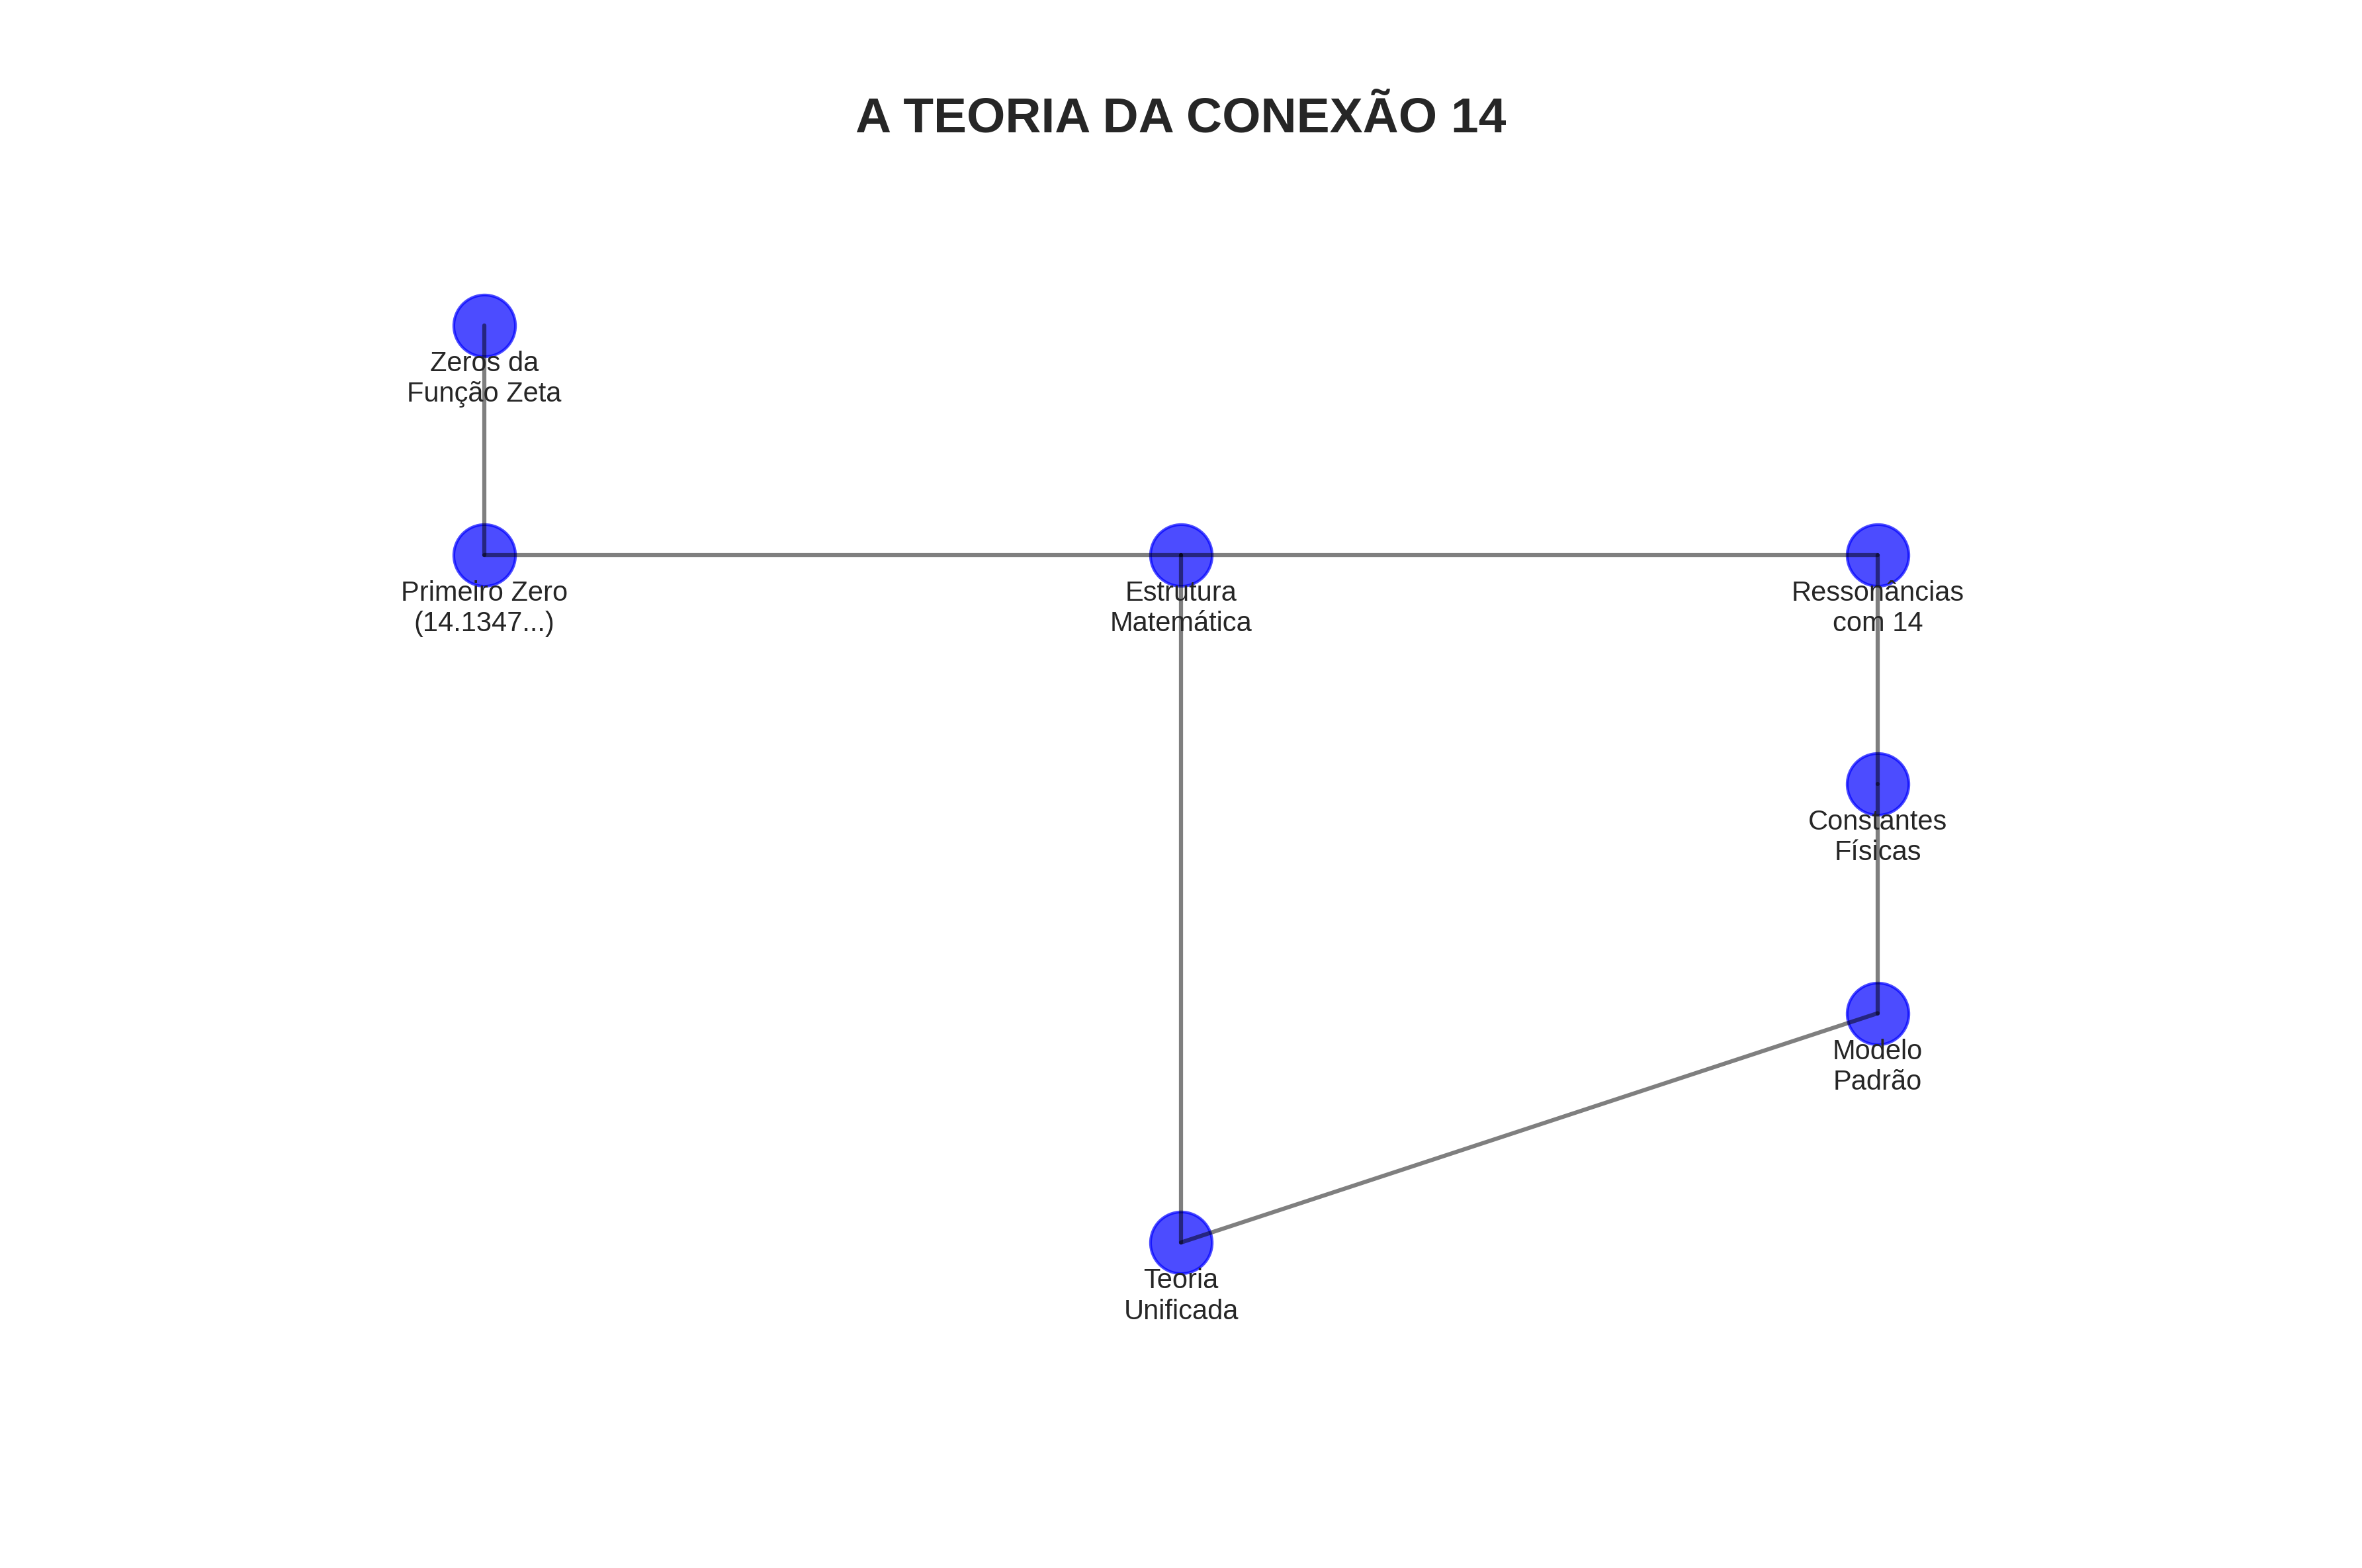 A TEORIA DA CONEXÃO 14
Zeros da
Função Zeta
Primeiro Zero
(14.1347...)
Estrutura
Matemática
Ressonâncias
com 14
Constantes
Físicas
Modelo
Padrão
Teoria
Unificada